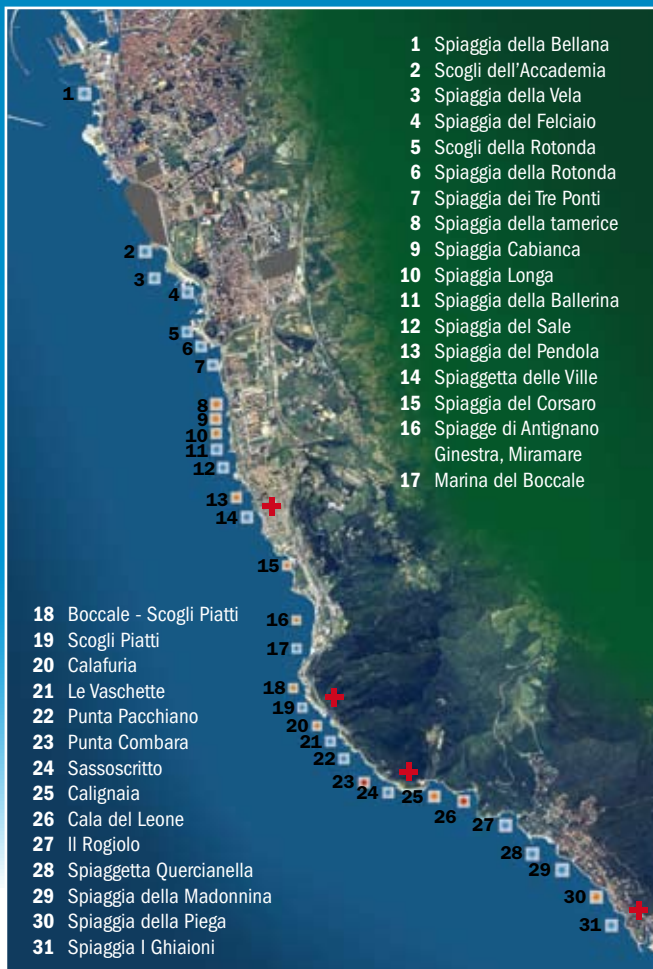 1 Spiaggia della Bellana
2 Scogli dell'Accademia
3 Spiaggia della Vela
4 Spiaggia del Felciaio
5 Scogli della Rotonda
6 Spiaggia della Rotonda
7 Spiaggia dei Tre Ponti
8 Spiaggia della tamerice
9 Spiaggia Cabianca
10 Spiaggia Longa
11 Spiaggia della Ballerina
12 Spiaggia del Sale
13 Spiaggia del Pendola
14 Spiaggetta delle Ville
15 Spiaggia del Corsaro
16 Spiagge di Antignano
Ginestra, Miramare
17 Marina del Boccale
18 Boccale - Scogli Piatti
19 Scogli Piatti
20 Calafuria
21 Le Vaschette
22 Punta Pacchiano
23 Punta Combara
24 Sassoscritto
25 Calignaia
26 Cala del Leone
27 Il Rogiolo
28 Spiaggetta Quercianella
29 Spiaggia della Madonnina
30 Spiaggia della Piega
31 Spiaggia I Ghiaioni
1
2
3
4
5
6
7
8
9
10
11
12
13
14
15
16
17
18
19
20
21
22
23
24
25
26
27
28
29
30
31